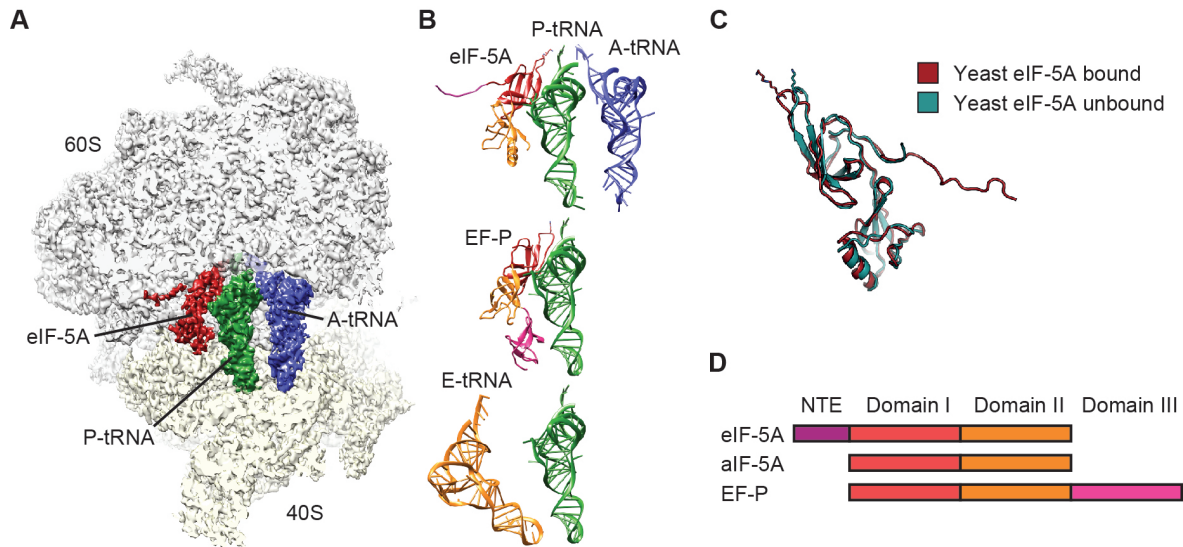 A
60S
eIF-5A
A-tRNA
P-tRNA
40S
B
P-tRNA
eIF-5A
A-tRNA
EF-P
E-tRNA
C
Yeast eIF-5A bound
Yeast eIF-5A unbound
D
NTE Domain I Domain II Domain III
eIF-5A
aIF-5A
EF-P